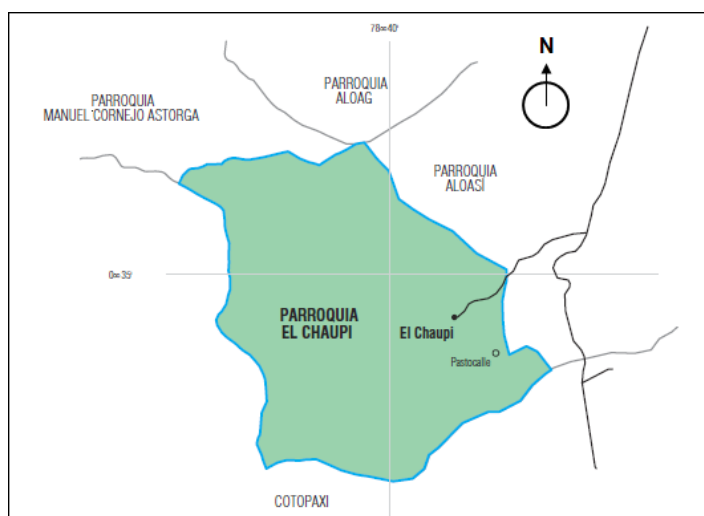 78∞40'
N
PARROQUIA
ALOAG
PARROQUIA
MANUEL CORNEJO ASTORGA
PARROQUIA
ALOASÍ
0∞35'
PARROQUIA
EL CHAUPI
El Chaupi
Pastocalle
COTOPAXI